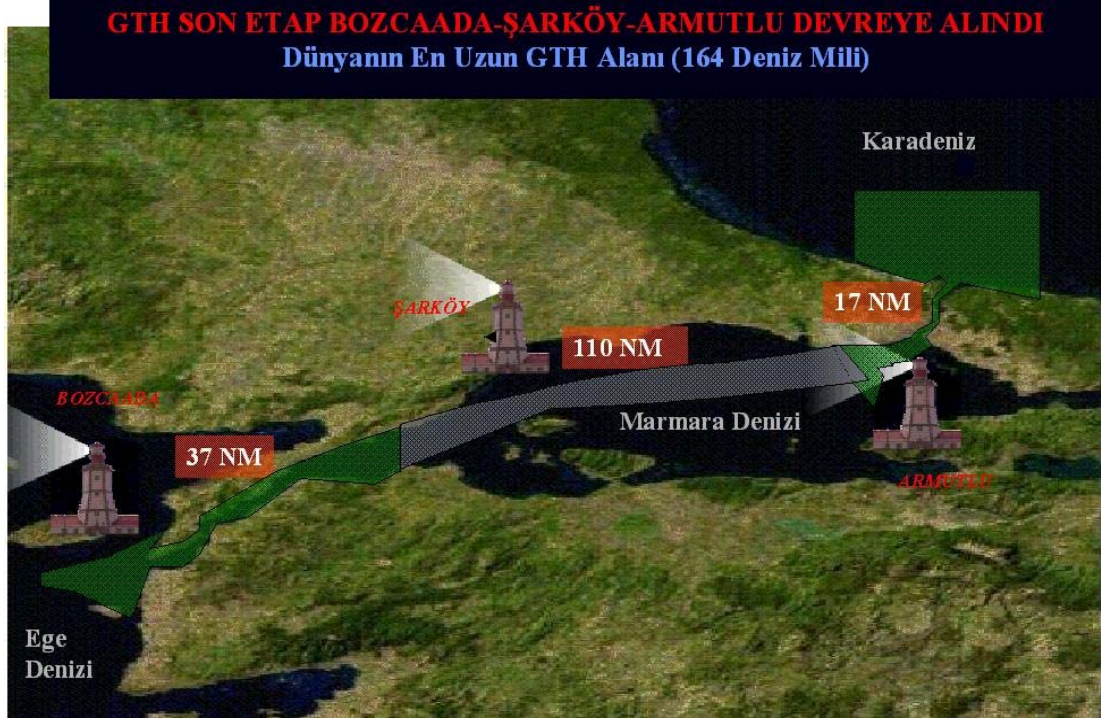 GTH SON ETAP BOZCAADA-ŞARKÖY-ARMUTLU DEVREYE ALINDI
Dünyanın En Uzun GTH Alanı (164 Deniz Mili)
Karadeniz
17 NM
ŞARKÖY
110 NM
BOZCAADA
Marmara Denizi
37 NM
ARMUTLU
Ege
Denizi